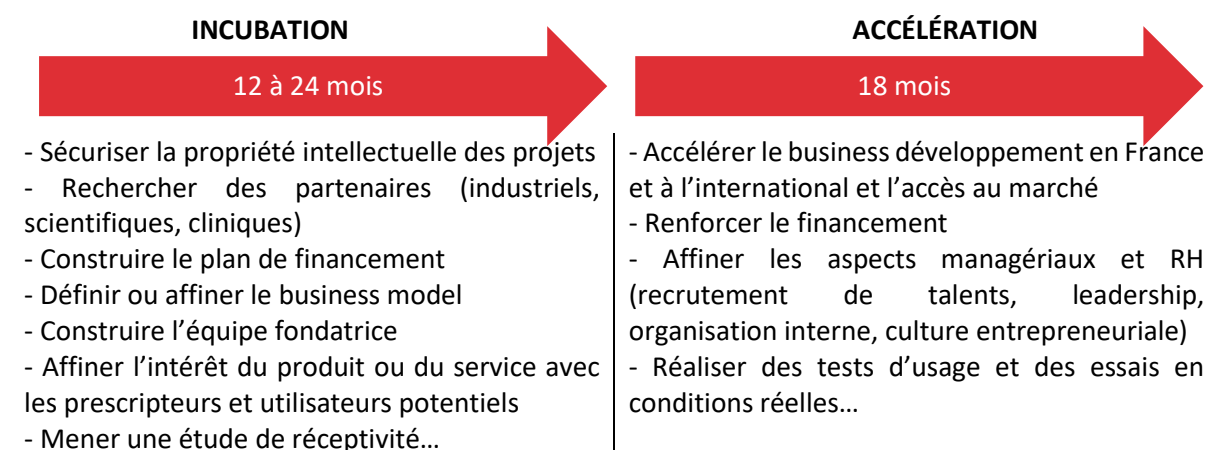 INCUBATION
12 à 24 mois
- Sécuriser la propriété intellectuelle des projets
- Rechercher des partenaires (industriels,
scientifiques, cliniques)
- Construire le plan de financement
- Définir ou affiner le business model
- Construire l’équipe fondatrice
- Affiner l’intérêt du produit ou du service avec
les prescripteurs et utilisateurs potentiels
- Mener une étude de réceptivité…
ACCÉLÉRATION
18 mois
- Accélérer le business développement en France
et à l’international et l’accès au marché
- Renforcer le financement
- Affiner les aspects managériaux et RH
(recrutement de talents, leadership,
organisation interne, culture entrepreneuriale)
- Réaliser des tests d’usage et des essais en
conditions réelles…